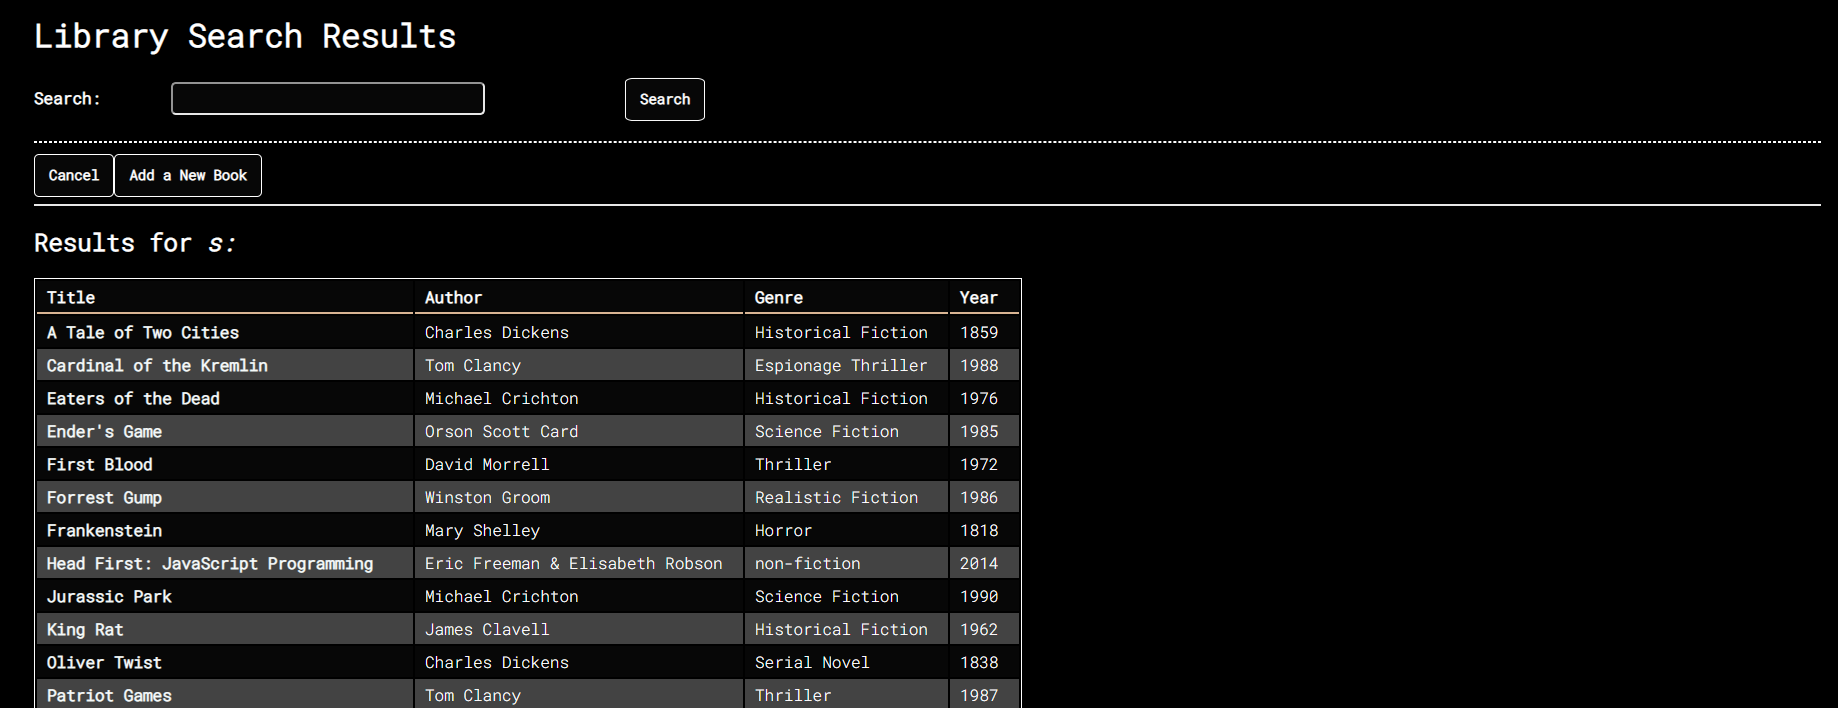 Library Search Results
Search: Search
Cancel Add a New Book
Results for s:
Title Author Genre Year
A Tale of Two Cities Charles Dickens Historical Fiction 1859
Cardinal of the Kremlin Tom Clancy Espionage Thriller 1988
Eaters of the Dead Michael Crichton Historical Fiction 1976
Ender's Game Orson Scott Card Science Fiction 1985
First Blood David Morrell Thriller 1972
Forrest Gump Winston Groom Realistic Fiction 1986
Frankenstein Mary Shelley Horror 1818
Head First: JavaScript Programming Eric Freeman & Elisabeth Robson non-fiction 2014
Jurassic Park Michael Crichton Science Fiction 1990
King Rat James Clavell Historical Fiction 1962
Oliver Twist Charles Dickens Serial Novel 1838
Patriot Games Tom Clancy Thriller 1987